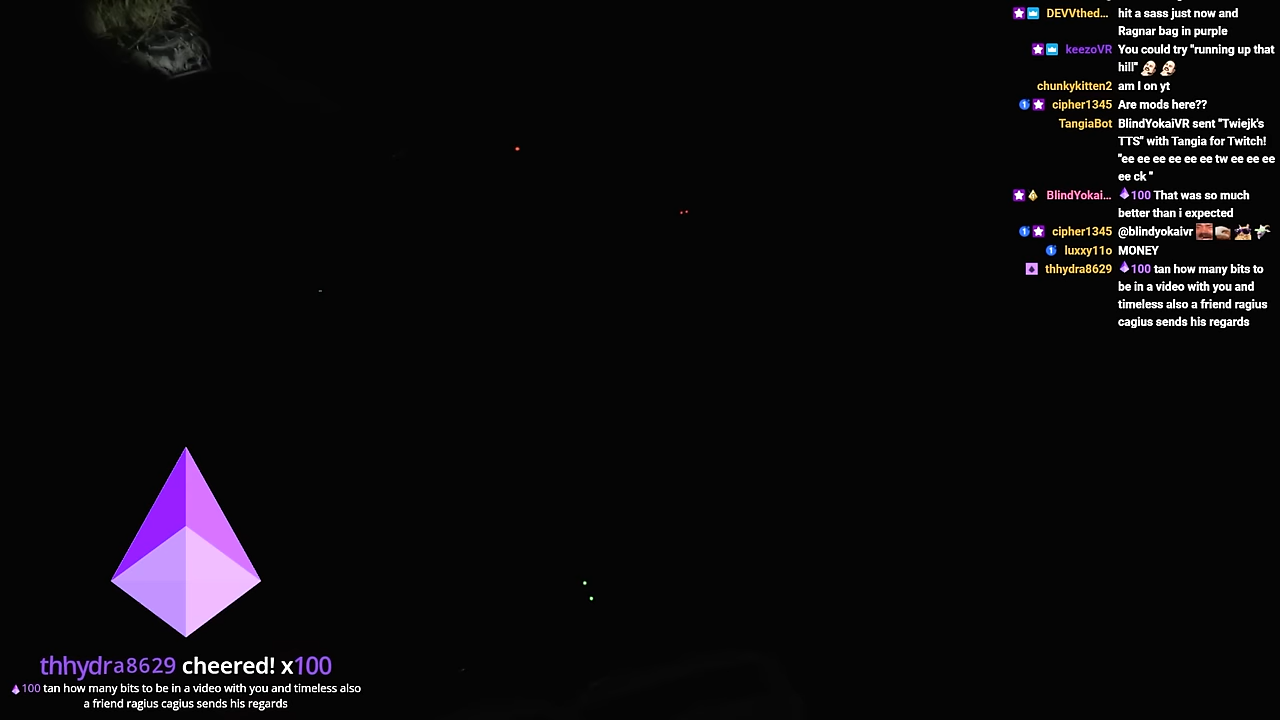 DEVVthed... hit a sass just now and
Ragnar bag in purple
keezoVR You could try "running up that
hill"
chunkykitten2 am I on yt
cipher1345 Are mods here??
TangiaBot BlindYokaiVR sent "Twiejk's
TTS" with Tangia for Twitch!
"ee ee ee ee ee ee tw ee ee ee
ee ck "
BlindYokai... 100 That was so much
better than i expected
cipher1345 @blindyokaivr
luxxy11o MONEY
thhydra8629 100 tan how many bits to
be in a video with you and
timeless also a friend ragius
cagius sends his regards
thhydra8629 cheered! x100
100 tan how many bits to be in a video with you and timeless also
a friend ragius cagius sends his regards